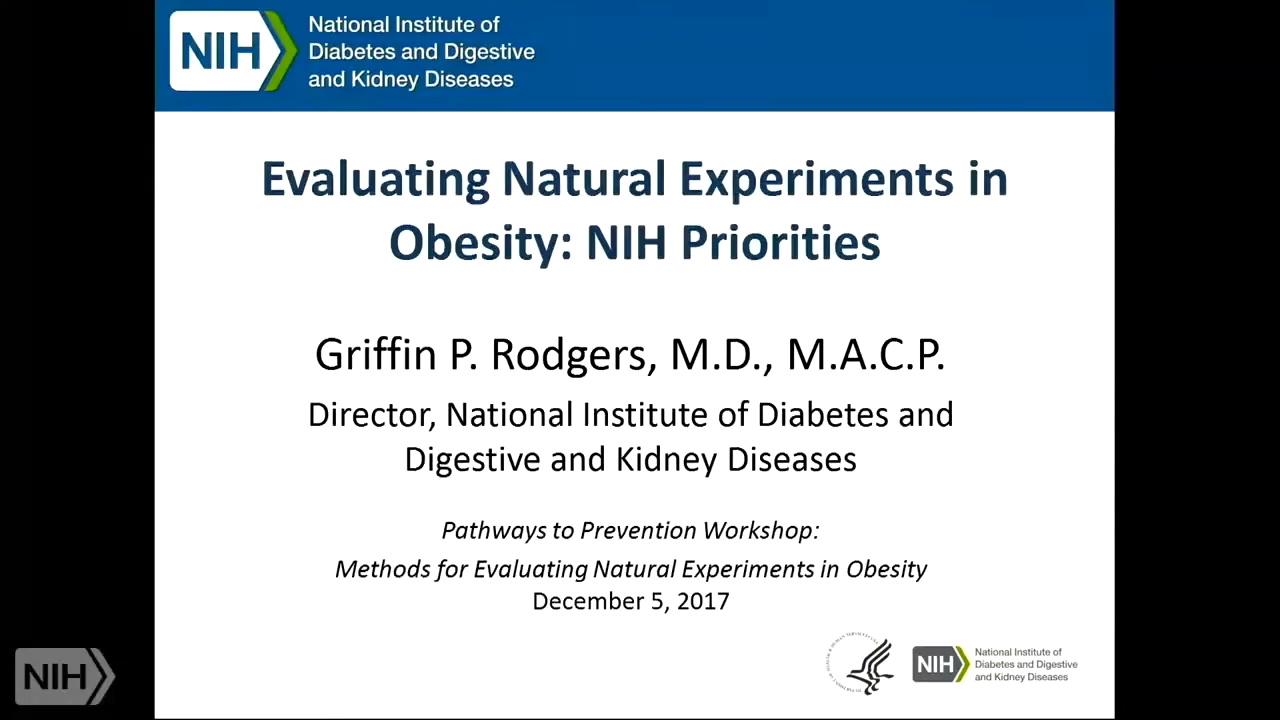 NIH
National Institute of
Diabetes and Digestive
and Kidney Diseases
Evaluating Natural Experiments in
Obesity: NIH Priorities
Griffin P. Rodgers, M.D., M.A.C.P.
Director, National Institute of Diabetes and
Digestive and Kidney Diseases
Pathways to Prevention Workshop:
Methods for Evaluating Natural Experiments in Obesity
December 5, 2017
NIH
National Institute of
Diabetes and Digestive
and Kidney Diseases
NIH